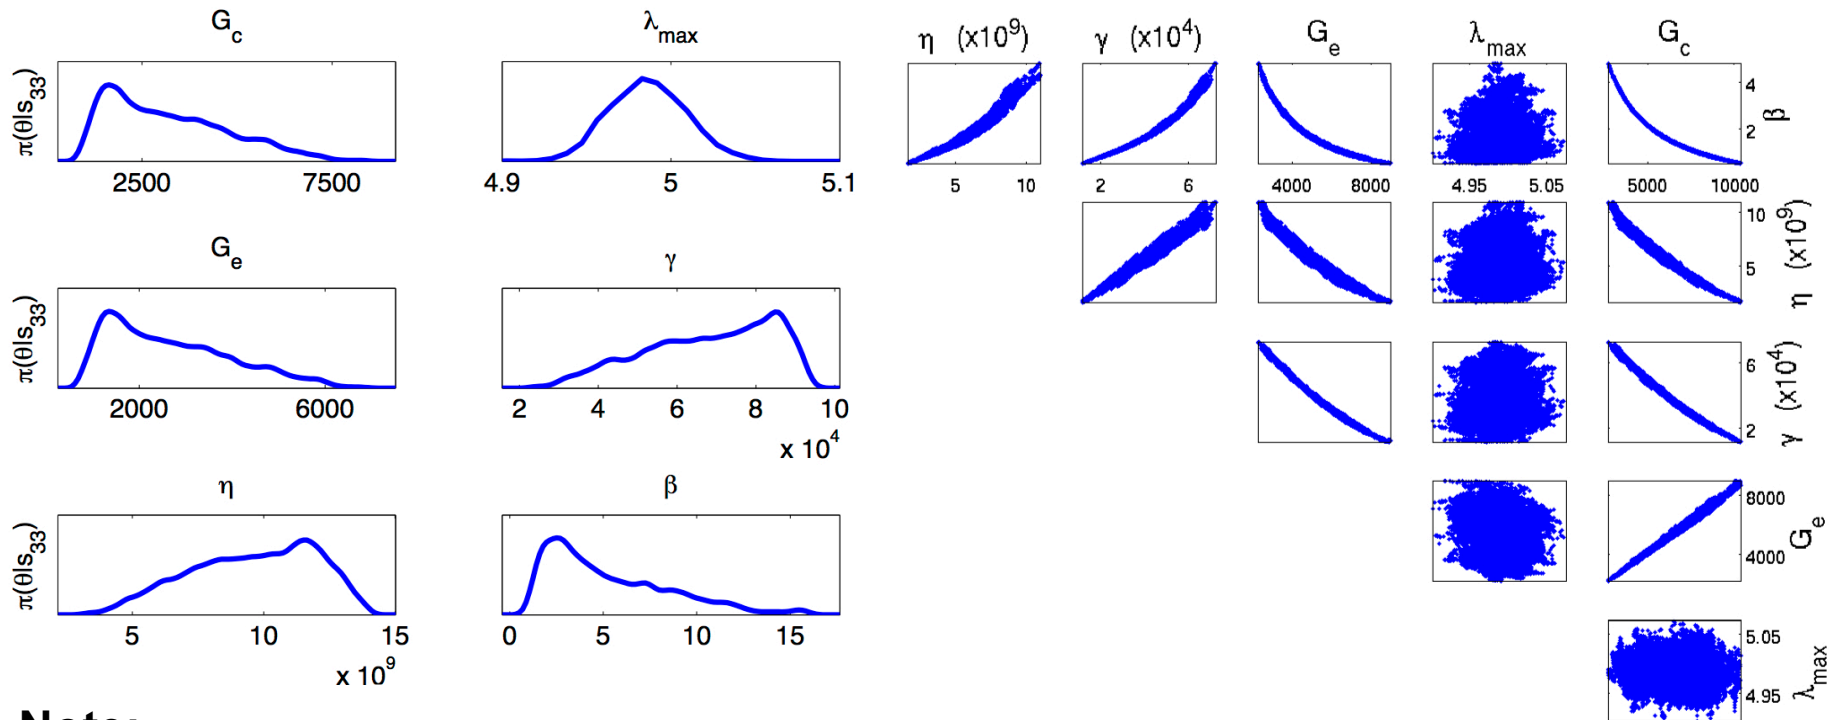 G_c
λ_max
π(θ|s_33)
2500 7500
4.9 5 5.1
G_e
γ
π(θ|s_33)
2000 6000
2 4 6 8 10
x 10^4
η
β
π(θ|s_33)
5 10 15
x 10^9
0 5 10 15
η (x10^9)
γ (x10^4)
G_e
λ_max
G_c
4
2
β
5 10
2 6
4000 8000
4.95 5.05
5000 10000
10
5
η (x10^9)
6
2
γ (x10^4)
8000
4000
G_e
5.05
4.95
λ_max